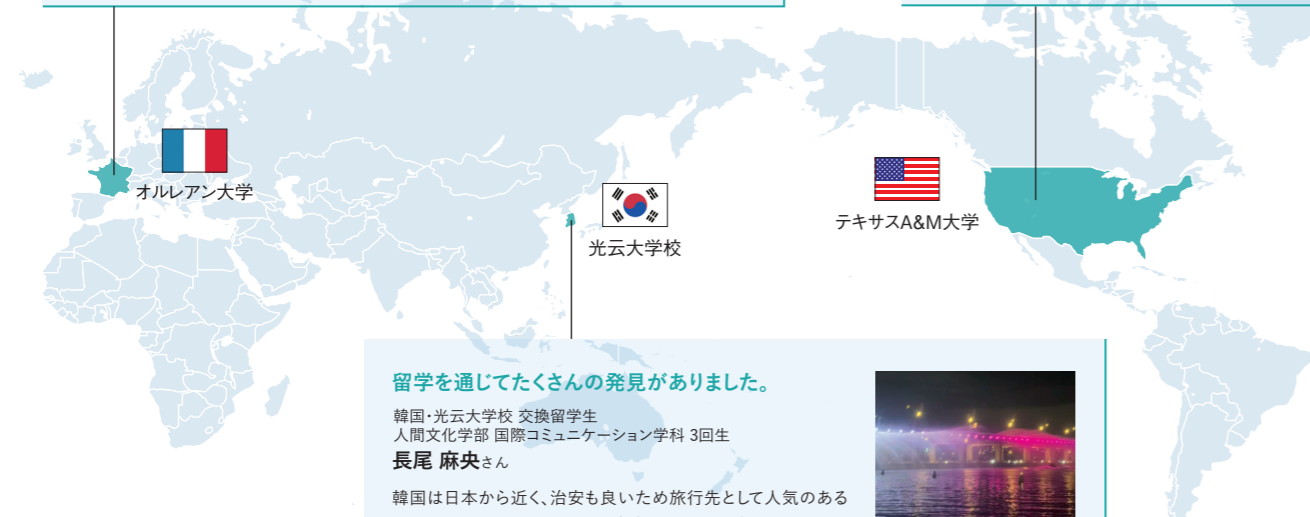 オルレアン大学
光云大学校
テキサスA&M大学
留学を通じてたくさんの発見がありました。
韓国・光云大学校 交換留学生
人間文化学部 国際コミュニケーション学科 3回生
長尾 麻央さん
韓国は日本から近く、治安も良いため旅行先として人気のある